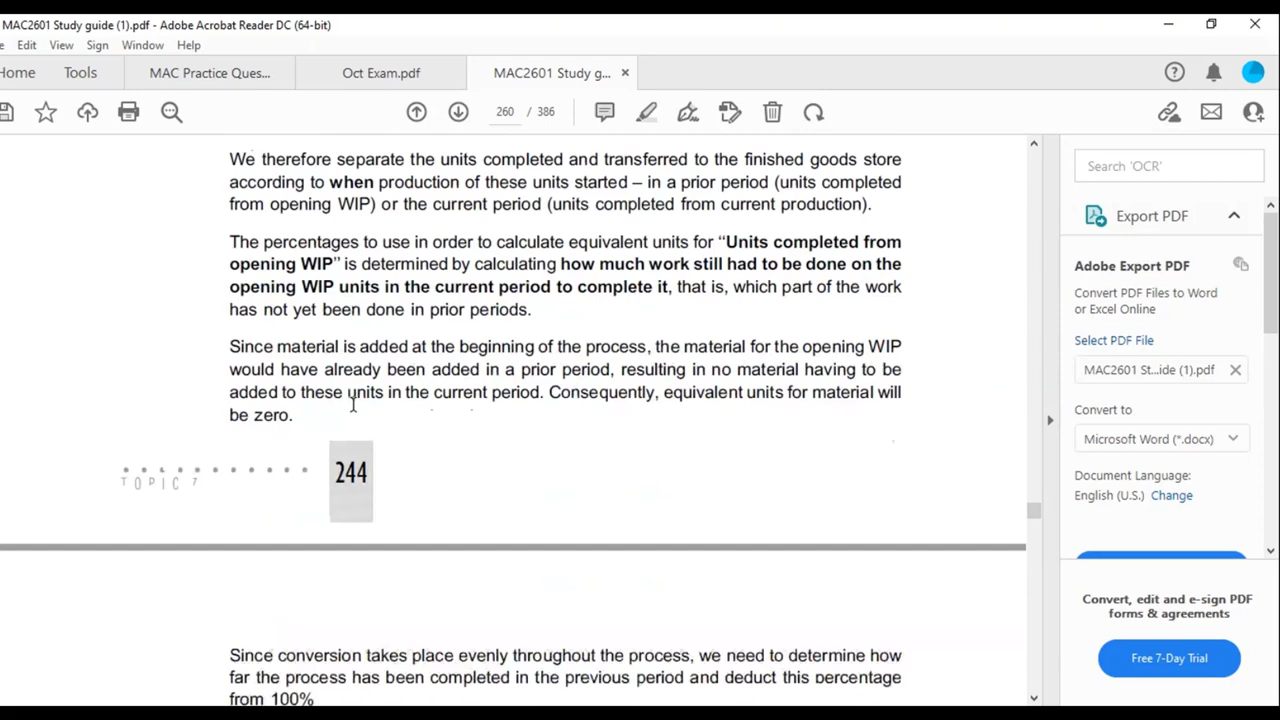 MAC2601 Study guide (1).pdf - Adobe Acrobat Reader DC (64-bit)
Edit View Sign Window Help
Home Tools MAC Practice Ques... Oct Exam.pdf MAC2601 Study g...
260 / 386
We therefore separate the units completed and transferred to the finished goods store
according to when production of these units started – in a prior period (units completed
from opening WIP) or the current period (units completed from current production).
The percentages to use in order to calculate equivalent units for “Units completed from
opening WIP” is determined by calculating how much work still had to be done on the
opening WIP units in the current period to complete it, that is, which part of the work
has not yet been done in prior periods.
Since material is added at the beginning of the process, the material for the opening WIP
would have already been added in a prior period, resulting in no material having to be
added to these units in the current period. Consequently, equivalent units for material will
be zero.
TOPIC 7
244
Since conversion takes place evenly throughout the process, we need to determine how
far the process has been completed in the previous period and deduct this percentage
from 100%
Search 'OCR'
Export PDF
Adobe Export PDF
Convert PDF Files to Word
or Excel Online
Select PDF File
MAC2601 St...ide (1).pdf
Convert to
Microsoft Word (*.docx)
Document Language:
English (U.S.) Change
Convert, edit and e-sign PDF
forms & agreements
Free 7-Day Trial